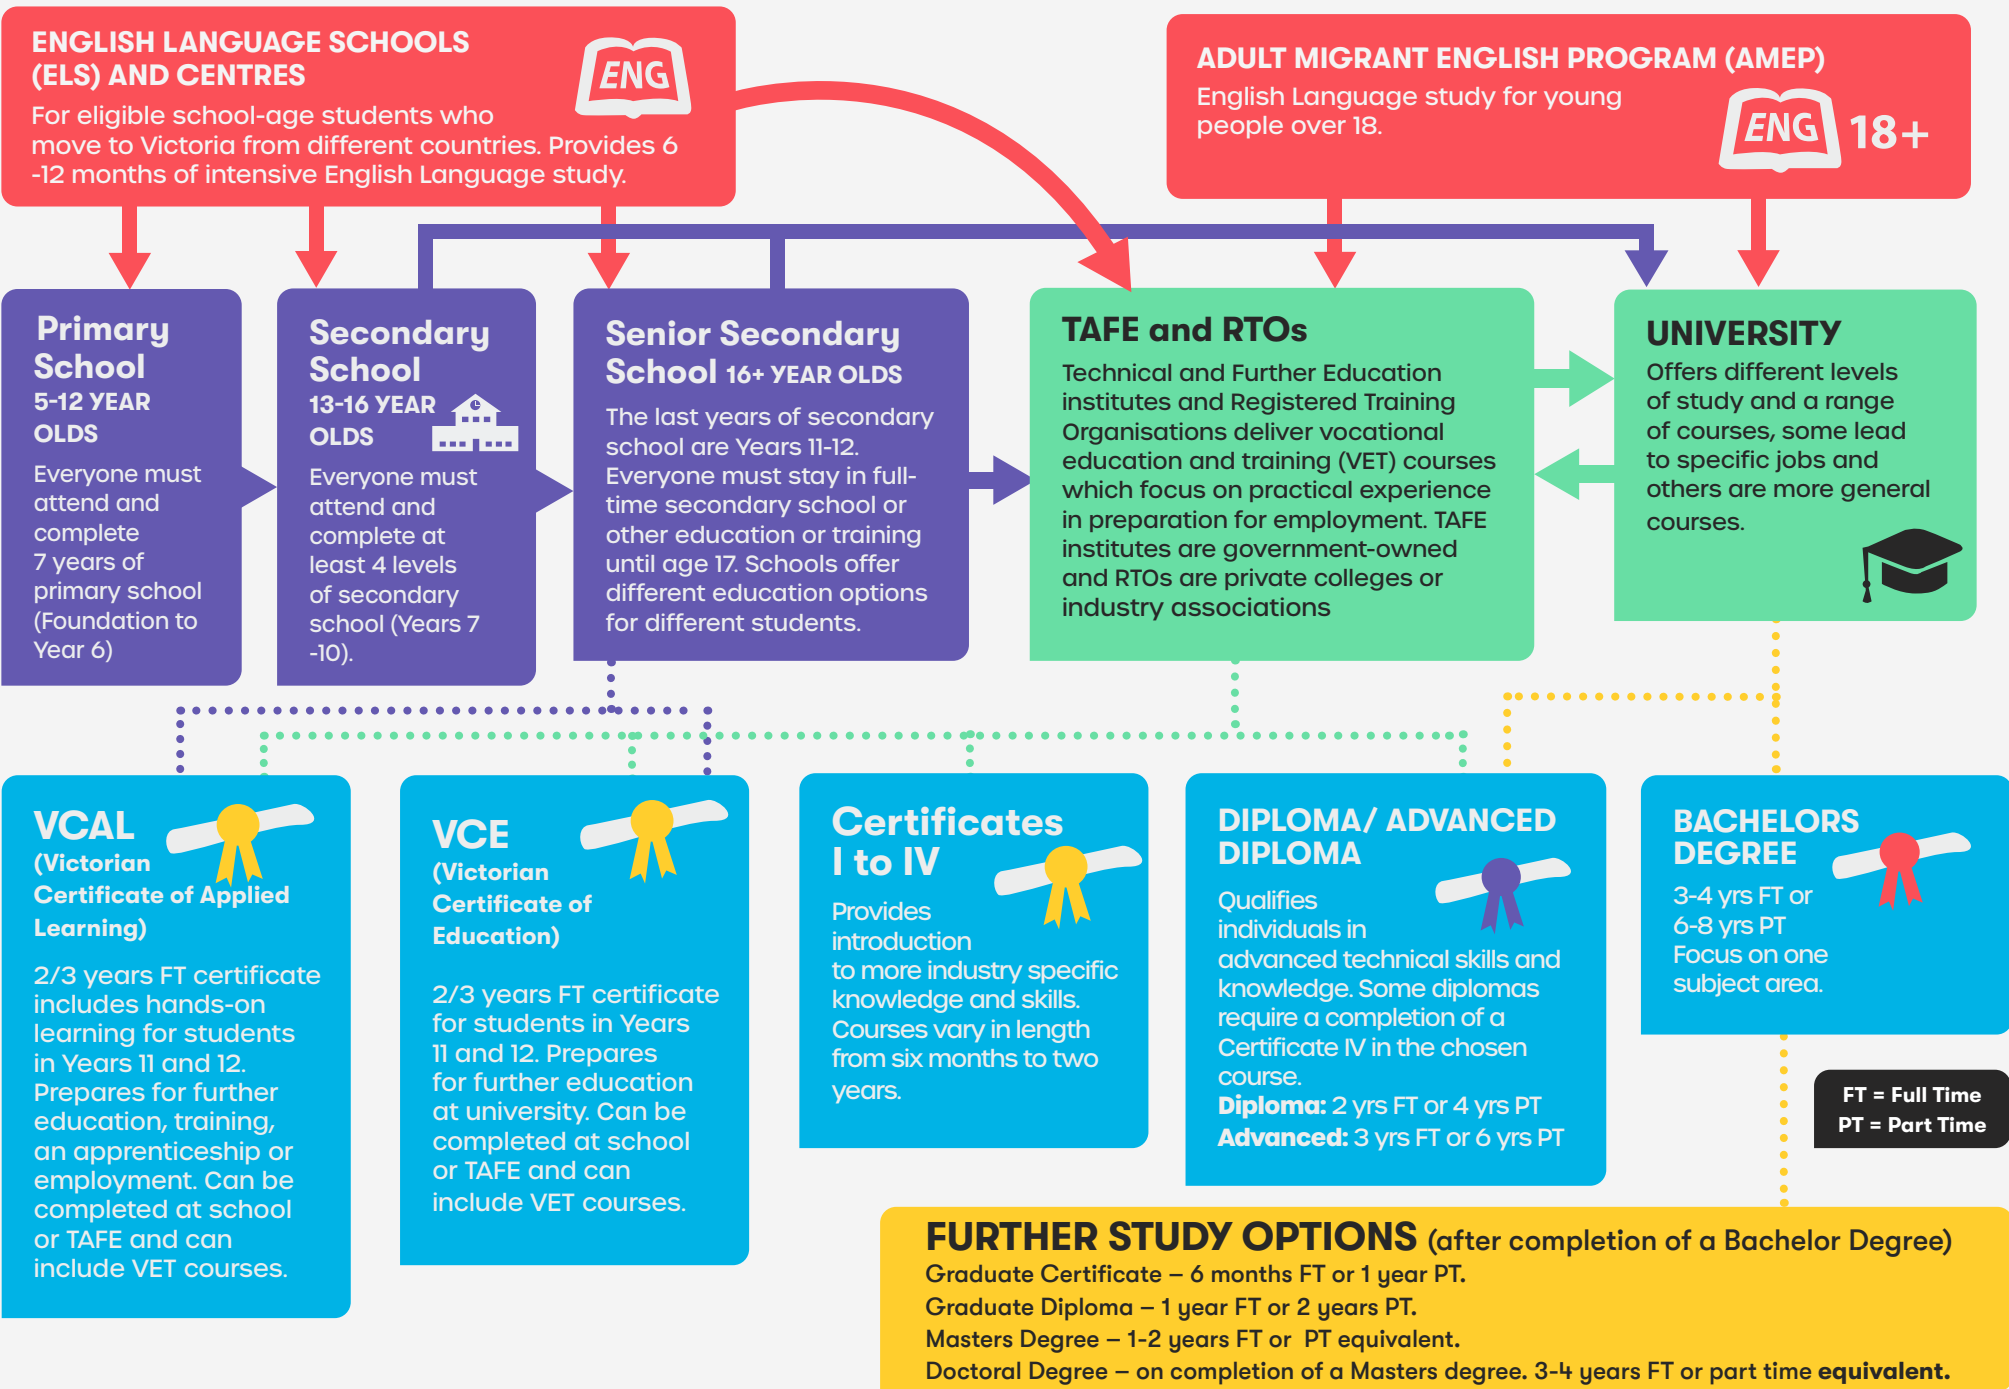 ENGLISH LANGUAGE SCHOOLS
(ELS) AND CENTRES
For eligible school-age students who
move to Victoria from different countries. Provides 6
-12 months of intensive English Language study.
ENG
ADULT MIGRANT ENGLISH PROGRAM (AMEP)
English Language study for young
people over 18.
ENG
18+
Primary
School
5-12 YEAR
OLDS
Everyone must
attend and
complete
7 years of
primary school
(Foundation to
Year 6)
Secondary
School
13-16 YEAR
OLDS
Everyone must
attend and
complete at
least 4 levels
of secondary
school (Years 7
-10).
Senior Secondary
School 16+ YEAR OLDS
The last years of secondary
school are Years 11-12.
Everyone must stay in full-
time secondary school or
other education or training
until age 17. Schools offer
different education options
for different students.
TAFE and RTOs
Technical and Further Education
institutes and Registered Training
Organisations deliver vocational
education and training (VET) courses
which focus on practical experience
in preparation for employment. TAFE
institutes are government-owned
and RTOs are private colleges or
industry associations
UNIVERSITY
Offers different levels
of study and a range
of courses, some lead
to specific jobs and
others are more general
courses.
VCAL
(Victorian
Certificate of Applied
Learning)
2/3 years FT certificate
includes hands-on
learning for students
in Years 11 and 12.
Prepares for further
education, training,
an apprenticeship or
employment. Can be
completed at school
or TAFE and can
include VET courses.
VCE
(Victorian
Certificate of
Education)
2/3 years FT certificate
for students in Years
11 and 12. Prepares
for further education
at university. Can be
completed at school
or TAFE and can
include VET courses.
Certificates
I to IV
Provides
introduction
to more industry specific
knowledge and skills.
Courses vary in length
from six months to two
years.
DIPLOMA/ ADVANCED
DIPLOMA
Qualifies
individuals in
advanced technical skills and
knowledge. Some diplomas
require a completion of a
Certificate IV in the chosen
course.
Diploma: 2 yrs FT or 4 yrs PT
Advanced: 3 yrs FT or 6 yrs PT
BACHELORS
DEGREE
3-4 yrs FT or
6-8 yrs PT
Focus on one
subject area.
FT = Full Time
PT = Part Time
FURTHER STUDY OPTIONS (after completion of a Bachelor Degree)
Graduate Certificate – 6 months FT or 1 year PT.
Graduate Diploma – 1 year FT or 2 years PT.
Masters Degree – 1-2 years FT or PT equivalent.
Doctoral Degree – on completion of a Masters degree. 3-4 years FT or part time equivalent.